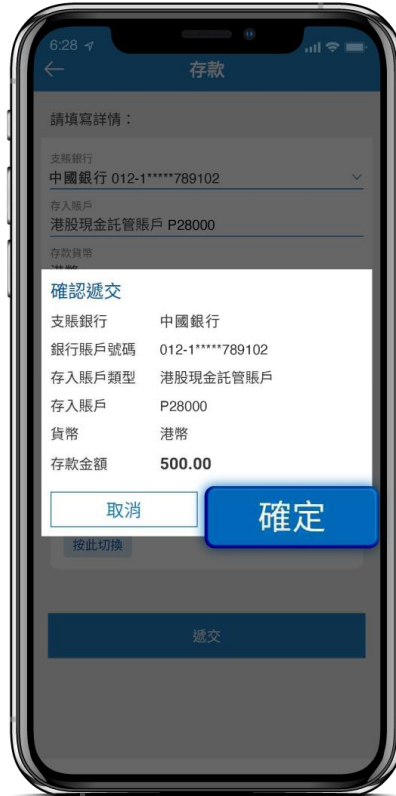 6:28
存款
請填寫詳情：
支賬銀行
中國銀行 012-1*****789102
存入賬戶
港股現金託管賬戶 P28000
存款貨幣
確認遞交
支賬銀行 中國銀行
銀行賬戶號碼 012-1*****789102
存入賬戶類型 港股現金託管賬戶
存入賬戶 P28000
貨幣 港幣
存款金額 500.00
取消 確定
按此切換
遞交